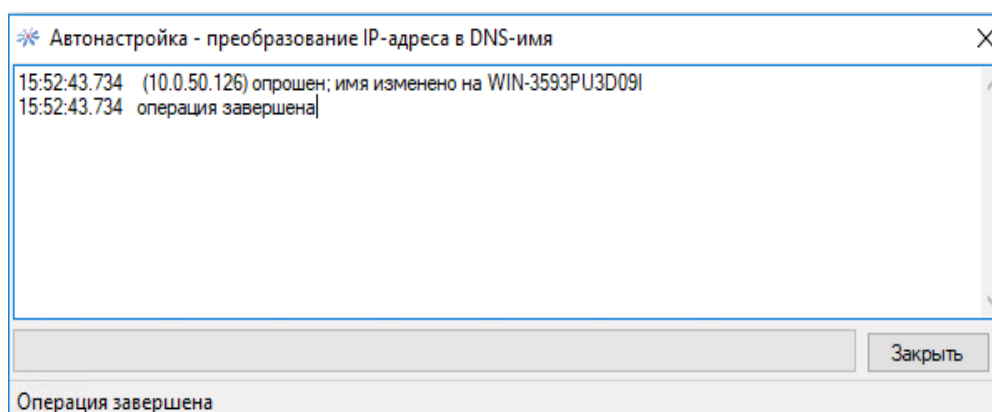 Автонастройка - преобразование IP-адреса в DNS-имя
15:52:43.734 (10.0.50.126) опрошен; имя изменено на WIN-3593PU3D09I
15:52:43.734 операция завершена
Закрыть
Операция завершена